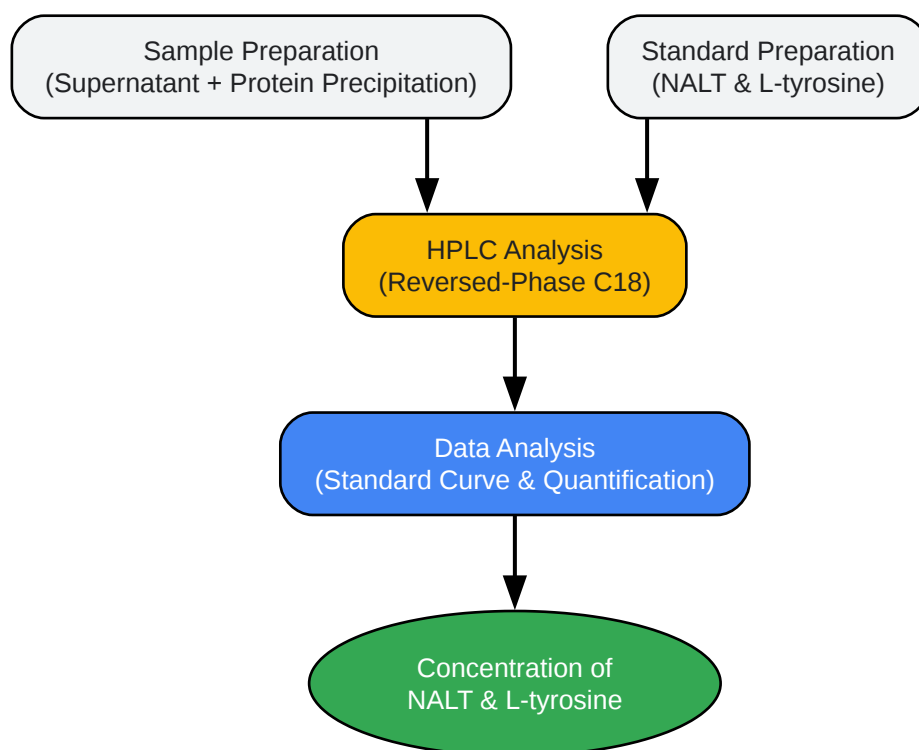 Sample Preparation
(Supernatant + Protein Precipitation)
Standard Preparation
(NALT & L-tyrosine)
HPLC Analysis
(Reversed-Phase C18)
Data Analysis
(Standard Curve & Quantification)
Concentration of
NALT & L-tyrosine